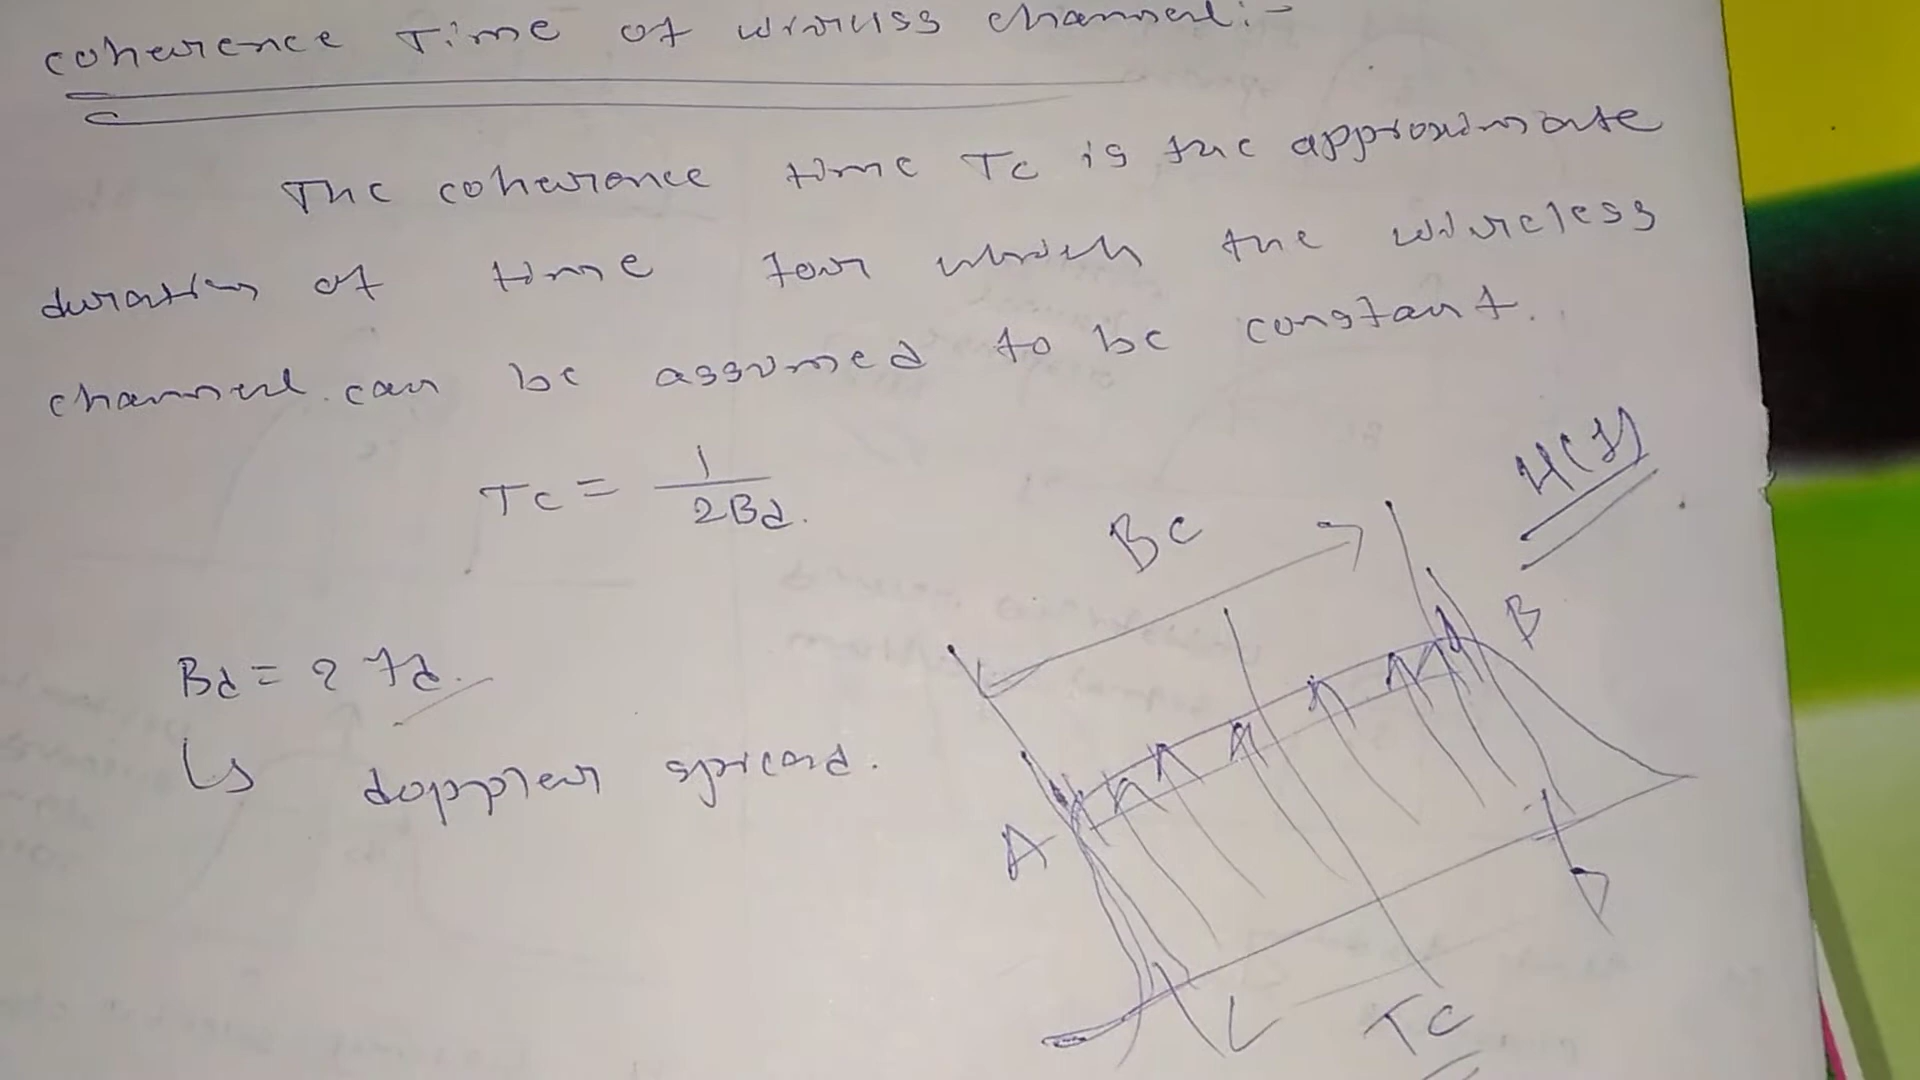 coherence Time of wireless channel:-
The coherence time Tc is the approximate
duration of time for which the wireless
channel can be assumed to be constant.
Tc = 1/2Bd.
Bd = 2 fd.
↳ doppler spread.
H(f)
Bc
B
A
Tc